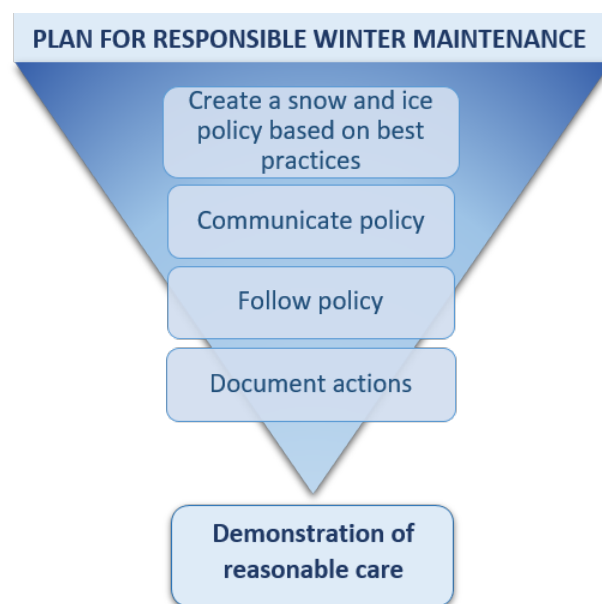 PLAN FOR RESPONSIBLE WINTER MAINTENANCE
Create a snow and ice
policy based on best
practices
Communicate policy
Follow policy
Document actions
Demonstration of
reasonable care